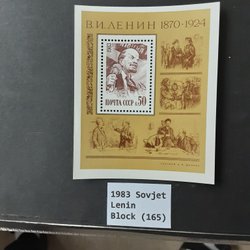 В.И.ЛЕНИН 1870-1924
ПОЧТА СССР 50
1983 Sovjet
Lenin
Block (165)